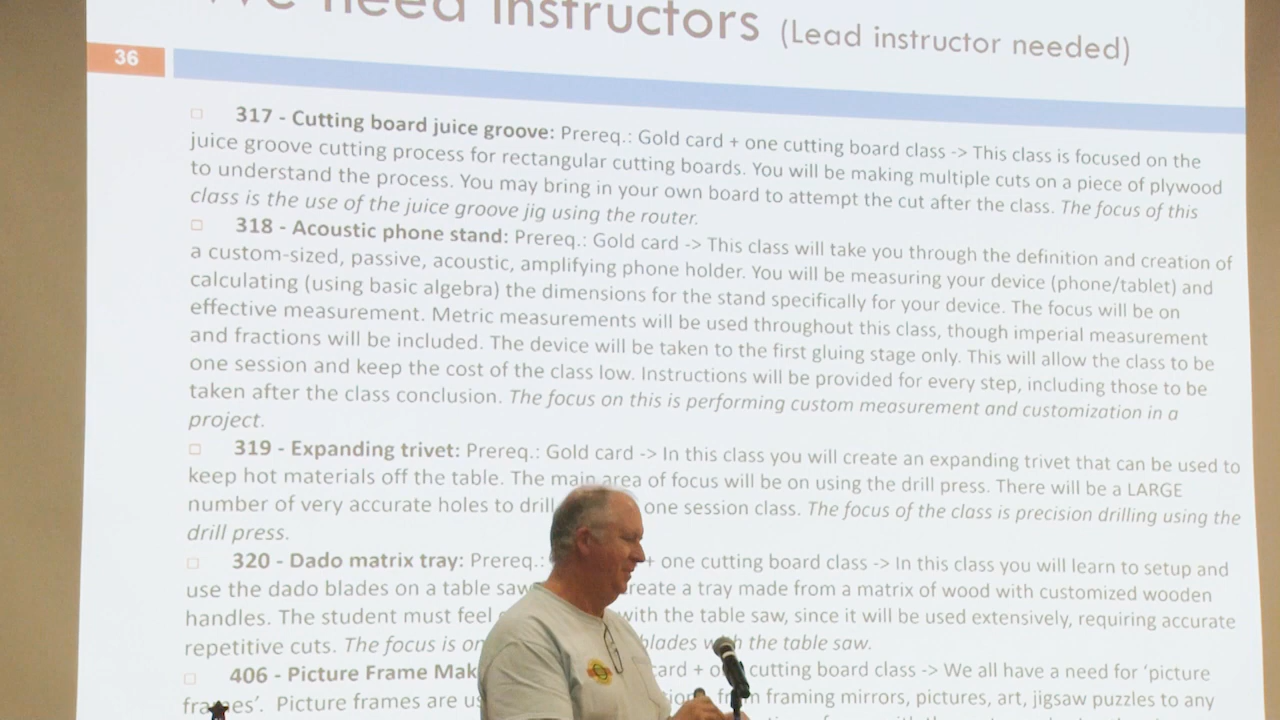 We need instructors (Lead instructor needed)
36
317 - Cutting board juice groove: Prereq.: Gold card + one cutting board class -> This class is focused on the
juice groove cutting process for rectangular cutting boards. You will be making multiple cuts on a piece of plywood
to understand the process. You may bring in your own board to attempt the cut after the class. The focus of this
class is the use of the juice groove jig using the router.
318 - Acoustic phone stand: Prereq.: Gold card -> This class will take you through the definition and creation of
a custom-sized, passive, acoustic, amplifying phone holder. You will be measuring your device (phone/tablet) and
calculating (using basic algebra) the dimensions for the stand specifically for your device. The focus will be on
effective measurement. Metric measurements will be used throughout this class, though imperial measurement
and fractions will be included. The device will be taken to the first gluing stage only. This will allow the class to be
one session and keep the cost of the class low. Instructions will be provided for every step, including those to be
taken after the class conclusion. The focus on this is performing custom measurement and customization in a
project.
319 - Expanding trivet: Prereq.: Gold card -> In this class you will create an expanding trivet that can be used to
keep hot materials off the table. The main area of focus will be on using the drill press. There will be a LARGE
number of very accurate holes to drill one session class. The focus of the class is precision drilling using the
drill press.
320 - Dado matrix tray: Prereq.: + one cutting board class -> In this class you will learn to setup and
use the dado blades on a table saw create a tray made from a matrix of wood with customized wooden
handles. The student must feel with the table saw, since it will be used extensively, requiring accurate
repetitive cuts. The focus is on blades with the table saw.
406 - Picture Frame card + one cutting board class -> We all have a need for 'picture
frames'. Picture frames are from framing mirrors, pictures, art, jigsaw puzzles to any